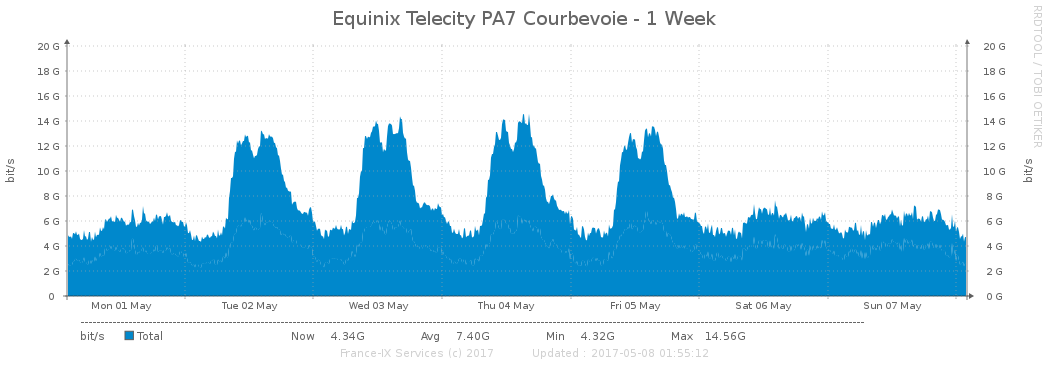 Equinix Telecity PA7 Courbevoie - 1 Week
RRDTOOL / TOBI OETIKER
bit/s
20 G
18 G
16 G
14 G
12 G
10 G
8 G
6 G
4 G
2 G
0
20 G
18 G
16 G
14 G
12 G
10 G
8 G
6 G
4 G
2 G
0 G
bit/s
Mon 01 May Tue 02 May Wed 03 May Thu 04 May Fri 05 May Sat 06 May Sun 07 May
bit/s Total Now 4.34G Avg 7.40G Min 4.32G Max 14.56G
France-IX Services (c) 2017 Updated : 2017-05-08 01:55:12